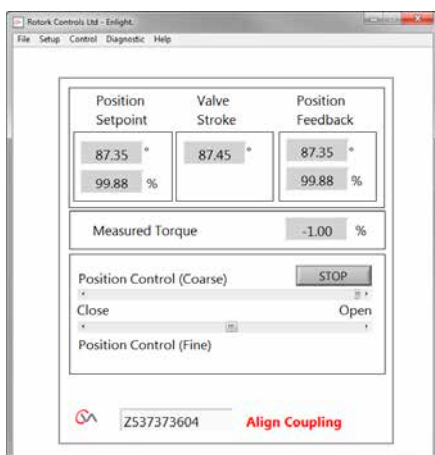 Rotork Controls Ltd - Enlight.
File Setup Control Diagnostic Help
Position Setpoint Valve Stroke Position Feedback
87.35 ° 87.45 ° 87.35 °
99.88 % 99.88 %
Measured Torque -1.00 %
Position Control (Coarse) STOP
Close Open
Position Control (Fine)
ZS37373604 Align Coupling